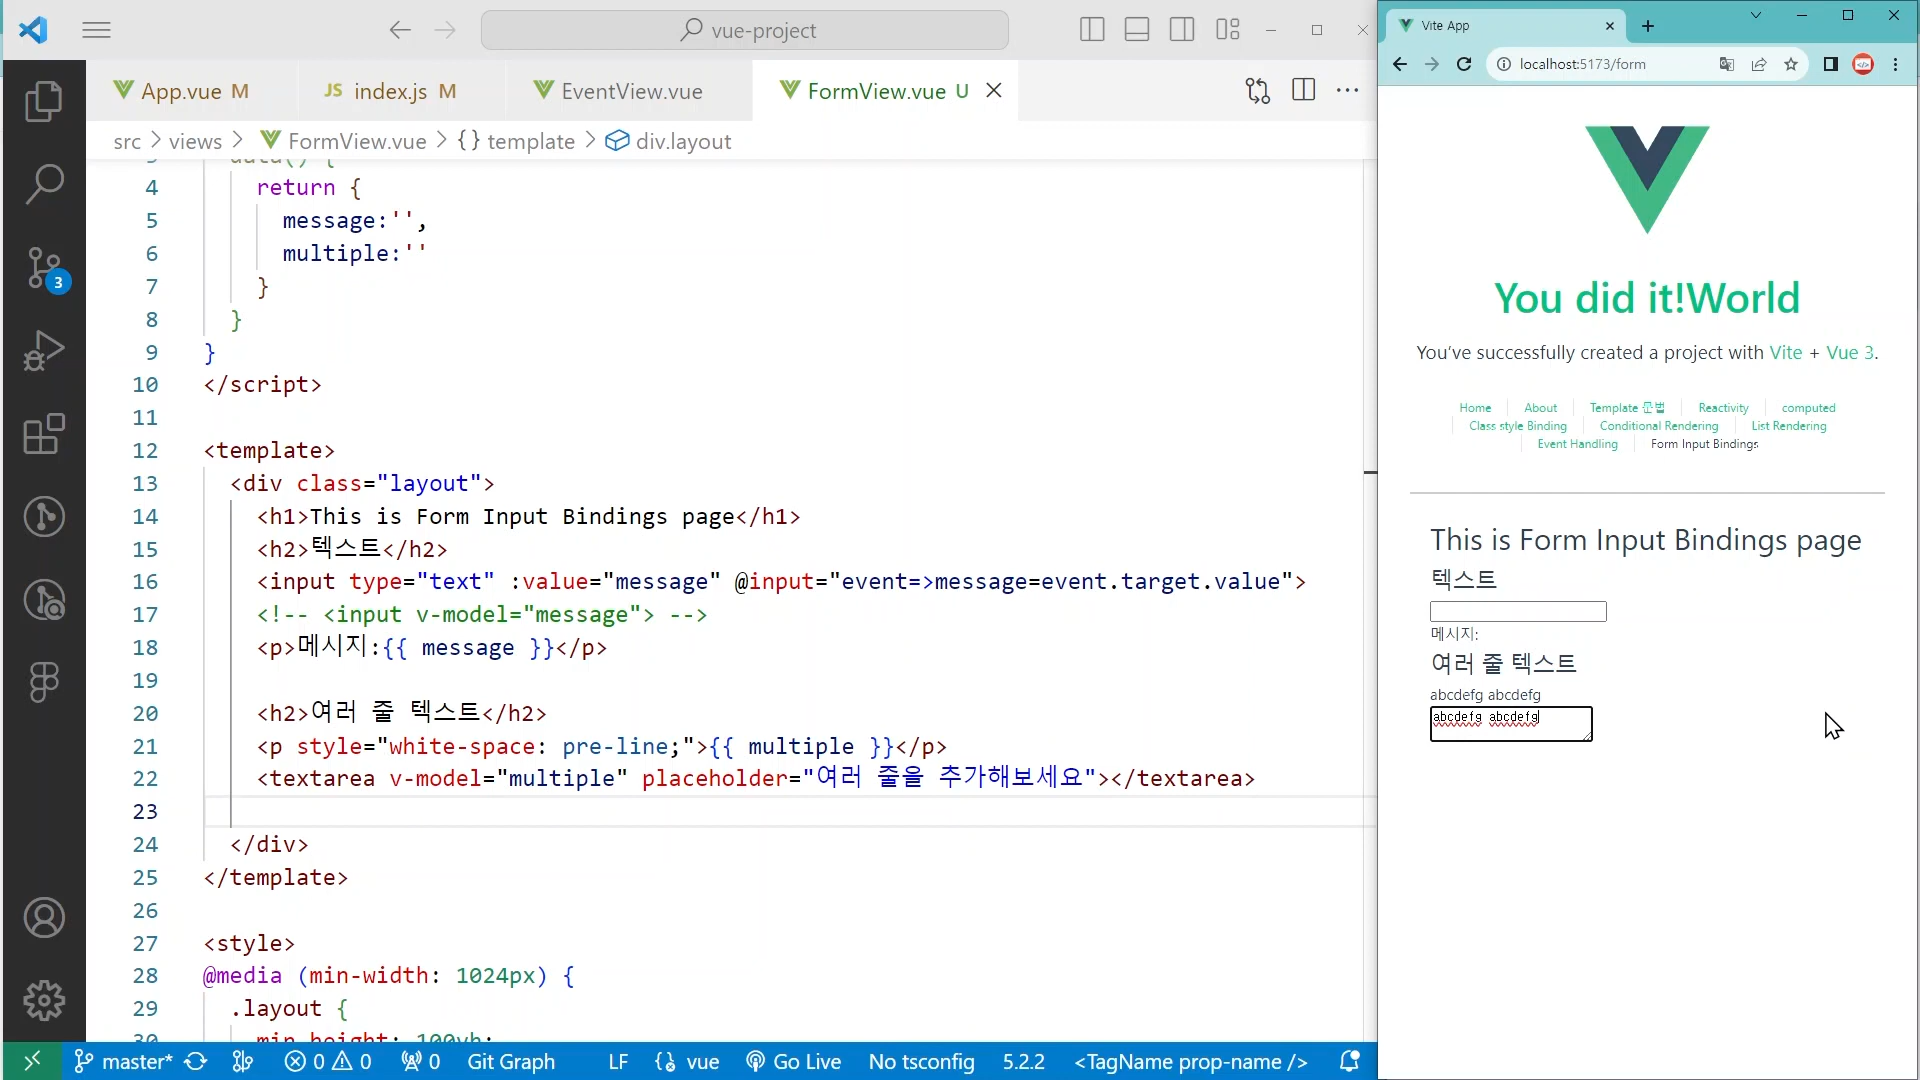 vue-project
App.vue M
JS index.js M
EventView.vue
FormView.vue U
src > views > FormView.vue > {} template > div.layout
data() {
4 return {
5 message:'',
6 multiple:''
7 }
8 }
9 }
10 </script>
11
12 <template>
13 <div class="layout">
14 <h1>This is Form Input Bindings page</h1>
15 <h2>텍스트</h2>
16 <input type="text" :value="message" @input="event=>message=event.target.value">
17 <!-- <input v-model="message"> -->
18 <p>메시지:{{ message }}</p>
19
20 <h2>여러 줄 텍스트</h2>
21 <p style="white-space: pre-line;">{{ multiple }}</p>
22 <textarea v-model="multiple" placeholder="여러 줄을 추가해보세요"></textarea>
23
24 </div>
25 </template>
26
27 <style>
28 @media (min-width: 1024px) {
29 .layout {
30 min-height: 100vh;
3
master* 0 0 0 Git Graph LF vue Go Live No tsconfig 5.2.2 <TagName prop-name />
Vite App
localhost:5173/form
You did it!World
You've successfully created a project with Vite + Vue 3.
Home About Template 문법 Reactivity computed
Class style Binding Conditional Rendering List Rendering
Event Handling Form Input Bindings
This is Form Input Bindings page
텍스트
메시지:
여러 줄 텍스트
abcdefg abcdefg
abcdefg abcdefg